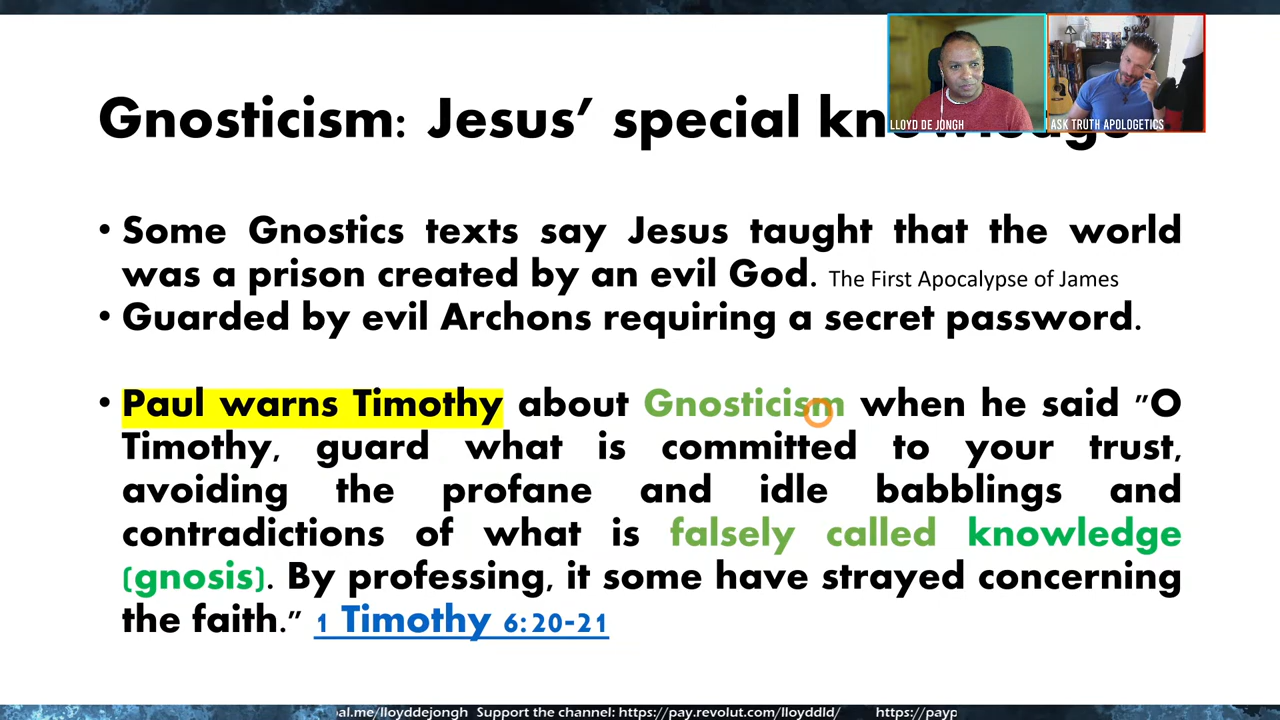 LLOYD DE JONGH
ASK TRUTH APOLOGETICS
Gnosticism: Jesus’ special
• Some Gnostics texts say Jesus taught that the world
was a prison created by an evil God. The First Apocalypse of James
• Guarded by evil Archons requiring a secret password.
• Paul warns Timothy about Gnosticism when he said "O
Timothy, guard what is committed to your trust,
avoiding the profane and idle babblings and
contradictions of what is falsely called knowledge
(gnosis). By professing, it some have strayed concerning
the faith." 1 Timothy 6:20-21
pal.me/lloyddejongh Support the channel: https://pay.revolut.com/lloyddld/ https://payp